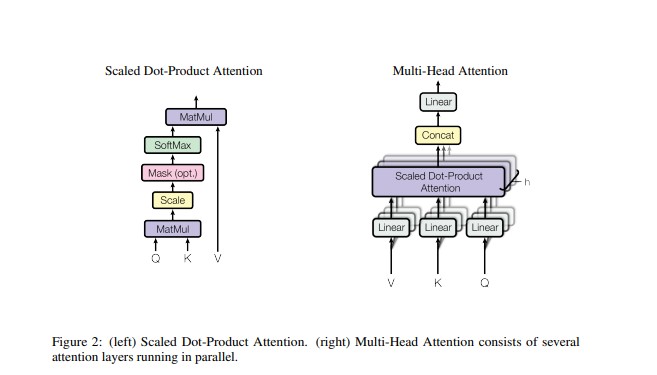 Scaled Dot-Product Attention
MatMul
SoftMax
Mask (opt.)
Scale
MatMul
Q K V
Multi-Head Attention
Linear
Concat
Scaled Dot-Product
Attention
h
Linear Linear Linear
V K Q
Figure 2: (left) Scaled Dot-Product Attention. (right) Multi-Head Attention consists of several
attention layers running in parallel.